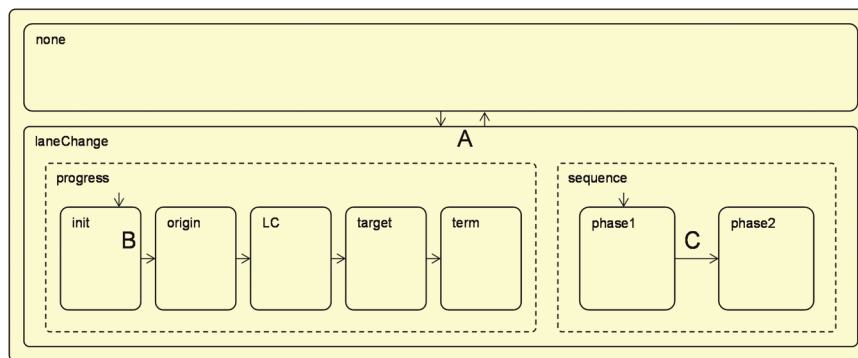 none
laneChange
A
progress
sequence
init
B
origin
LC
target
term
phase1
C
phase2